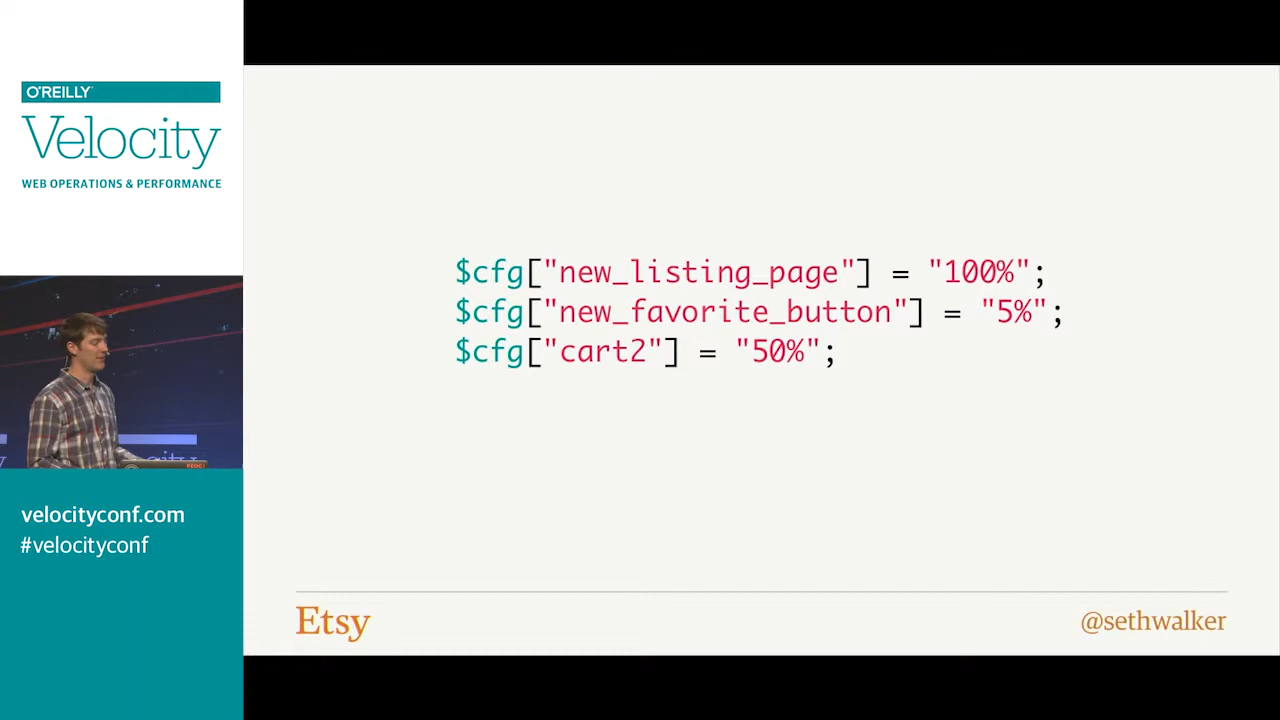 O'REILLY
Velocity
WEB OPERATIONS & PERFORMANCE
velocityconf.com
#velocityconf
$cfg["new_listing_page"] = "100%";
$cfg["new_favorite_button"] = "5%";
$cfg["cart2"] = "50%";
Etsy
@sethwalker